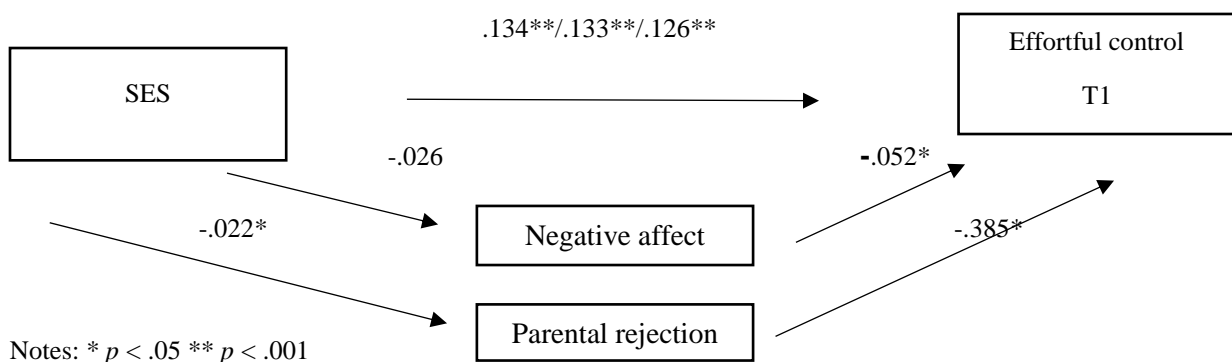 .134**/.133**/.126**
Effortful control
T1
SES
-.026
-.052*
-.022*
Negative affect
-.385*
Parental rejection
Notes: * p < .05 ** p < .001